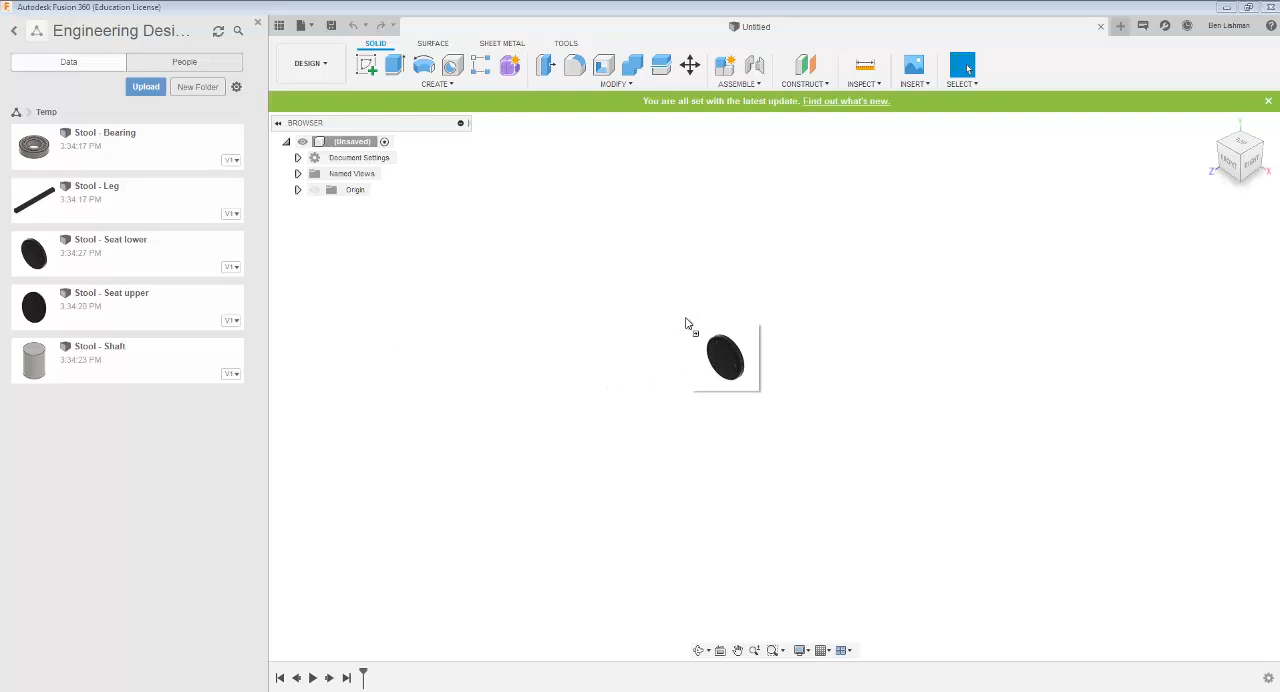 Autodesk Fusion 360 (Education License)
Engineering Desi...
Data
People
Upload
New Folder
Temp
Stool - Bearing
3:34:17 PM
V1
Stool - Leg
3:34:17 PM
V1
Stool - Seat lower
3:34:27 PM
V1
Stool - Seat upper
3:34:20 PM
V1
Stool - Shaft
3:34:23 PM
V1
Untitled
Ben Lishman
DESIGN
SOLID
SURFACE
SHEET METAL
TOOLS
CREATE
MODIFY
ASSEMBLE
CONSTRUCT
INSPECT
INSERT
SELECT
You are all set with the latest update. Find out what's new.
BROWSER
(Unsaved)
Document Settings
Named Views
Origin
Y
TOP
FRONT
RIGHT
Z
X